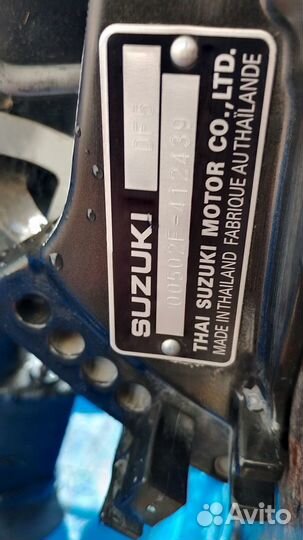 SUZUKI DF5
00502F-412439
THAI SUZUKI MOTOR CO.,LTD.
MADE IN THAILAND FABRIQUE AU THAÏLANDE
Avito